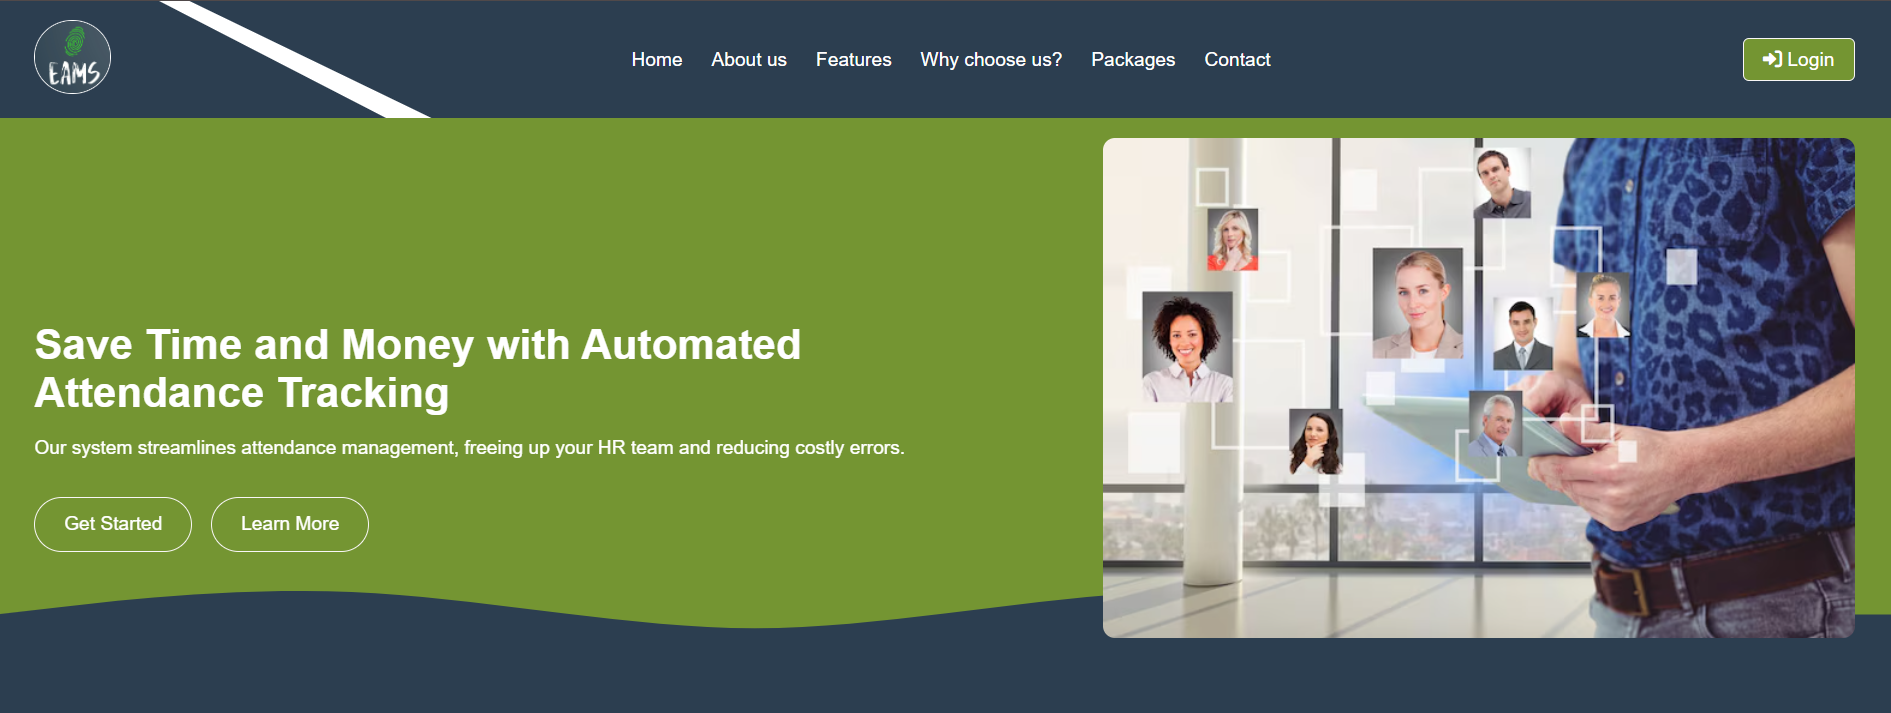 EAMS
Home
About us
Features
Why choose us?
Packages
Contact
Login
Save Time and Money with Automated
Attendance Tracking
Our system streamlines attendance management, freeing up your HR team and reducing costly errors.
Get Started
Learn More